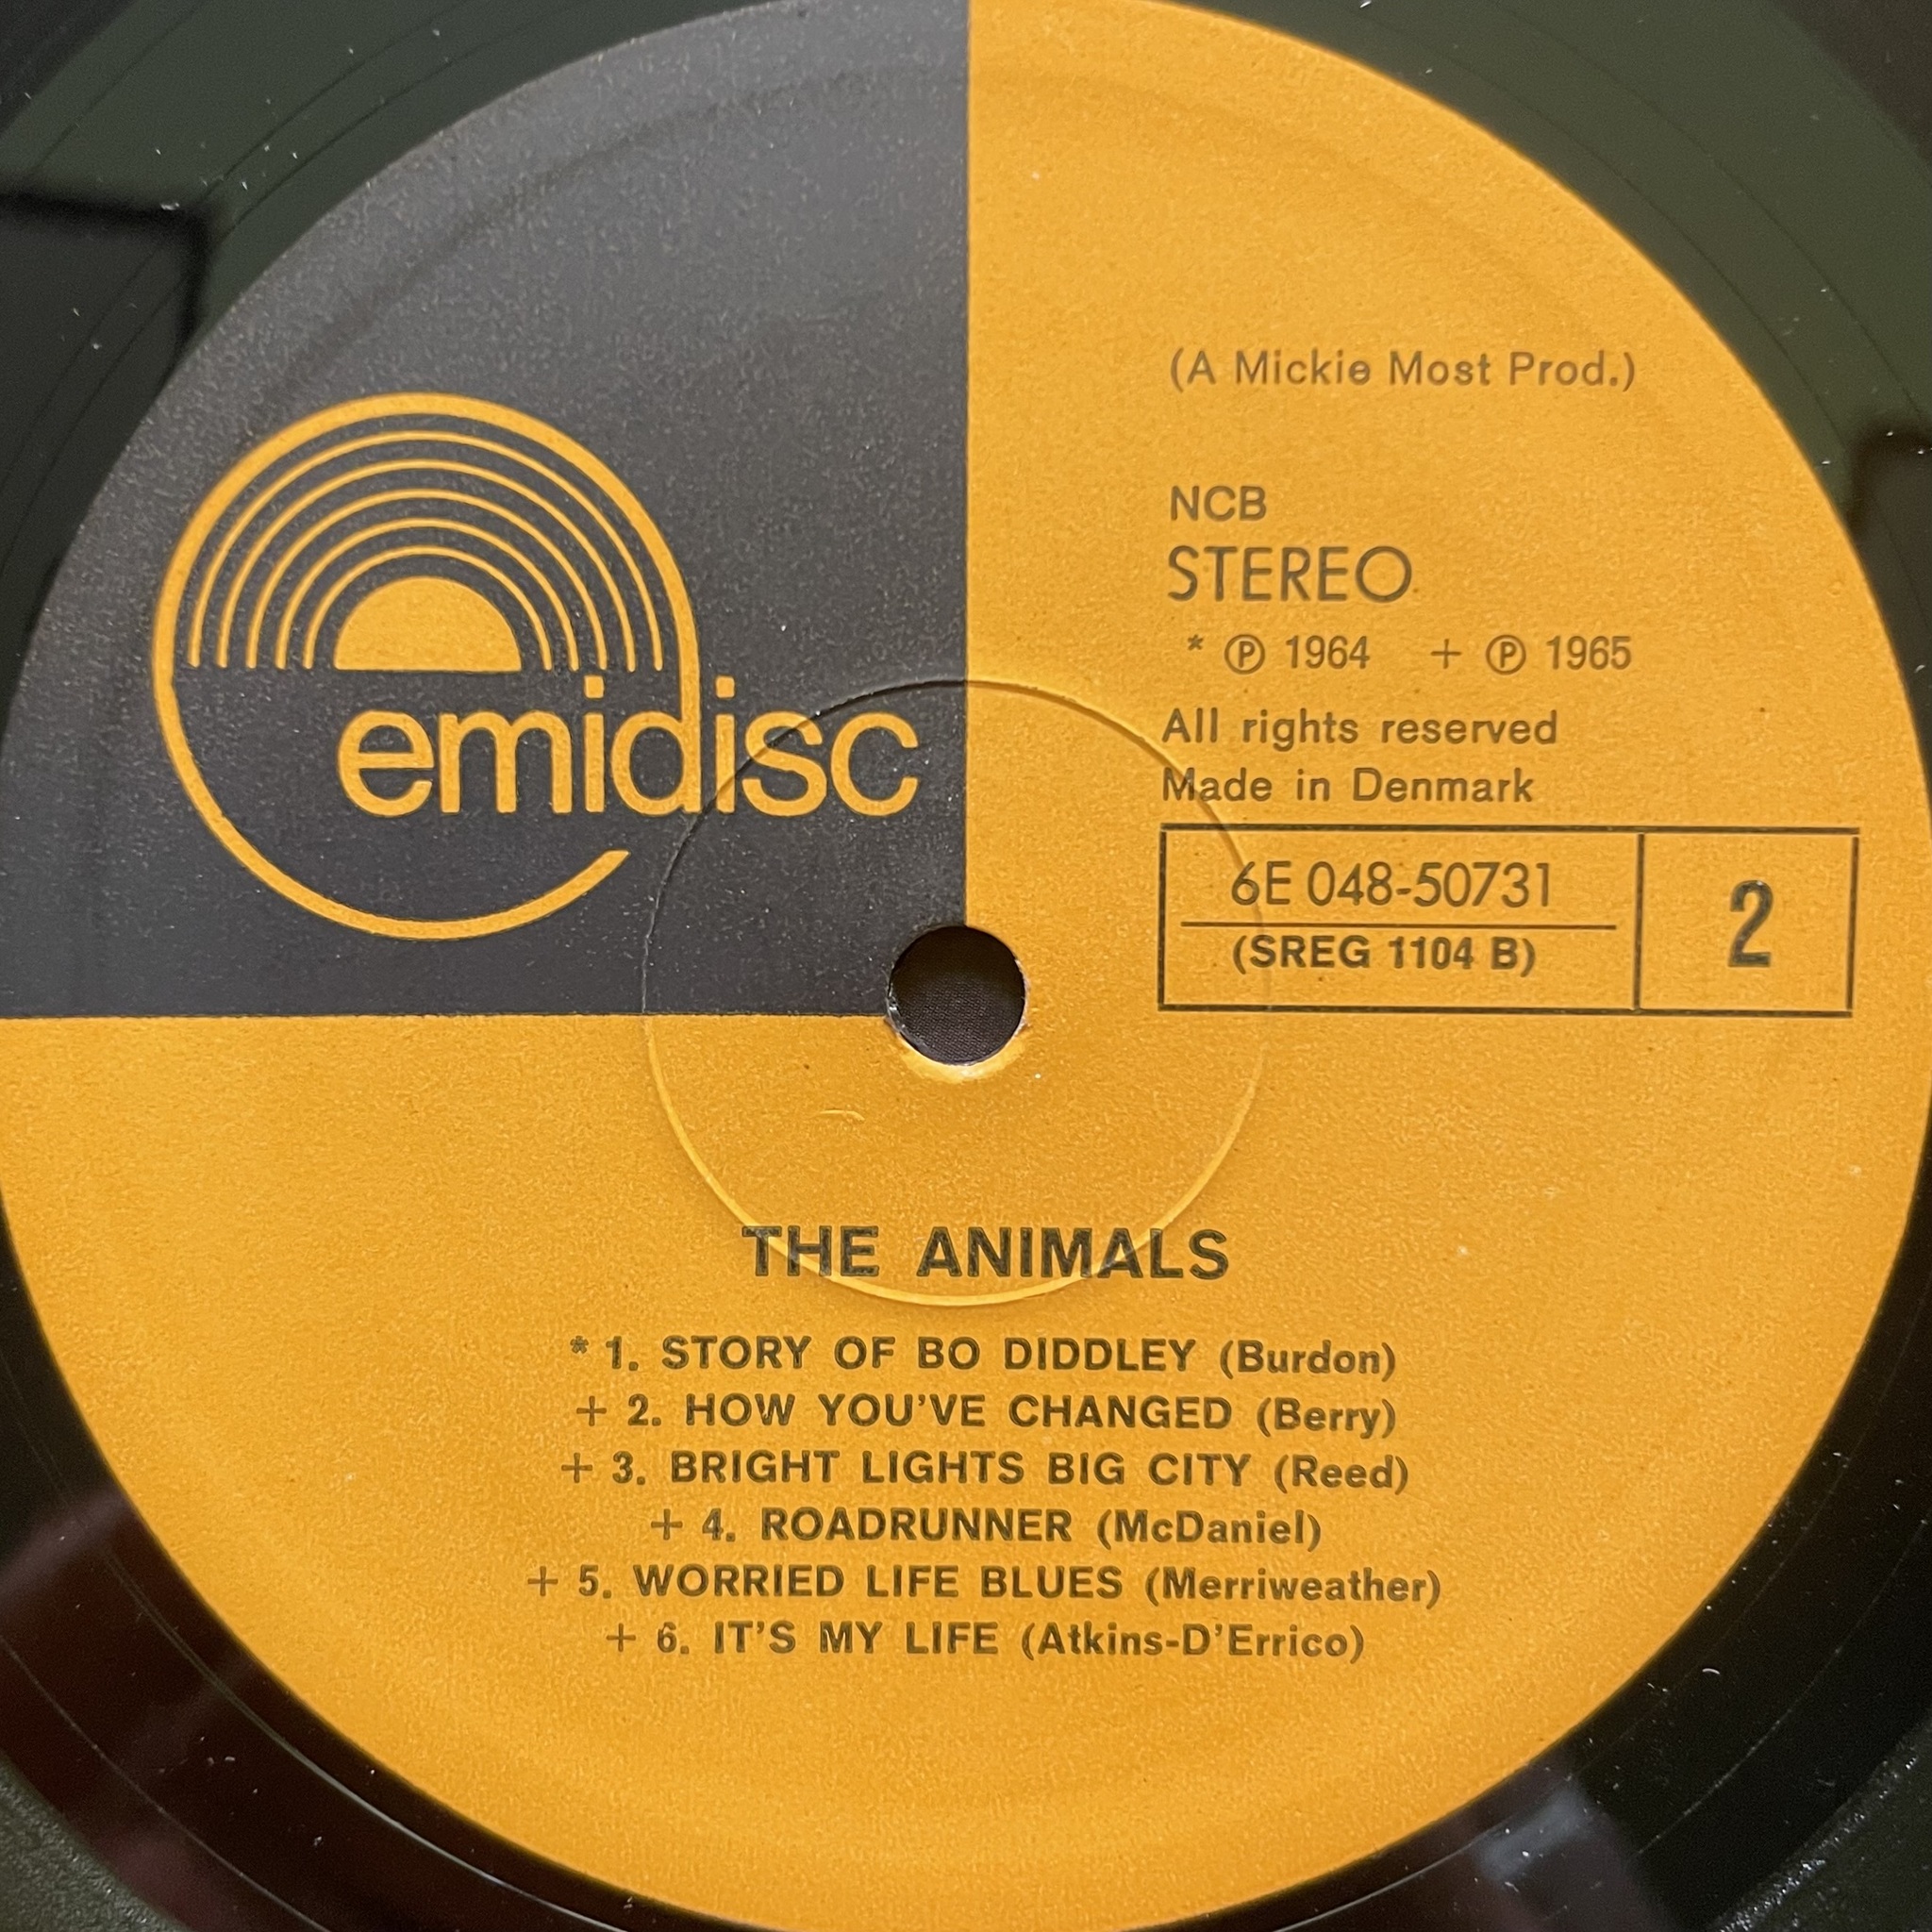 emidisc
(A Mickie Most Prod.)
NCB
STEREO
* ℗ 1964 + ℗ 1965
All rights reserved
Made in Denmark
6E 048-50731
(SREG 1104 B)
2
THE ANIMALS
* 1. STORY OF BO DIDDLEY (Burdon)
+ 2. HOW YOU'VE CHANGED (Berry)
+ 3. BRIGHT LIGHTS BIG CITY (Reed)
+ 4. ROADRUNNER (McDaniel)
+ 5. WORRIED LIFE BLUES (Merriweather)
+ 6. IT'S MY LIFE (Atkins-D'Errico)